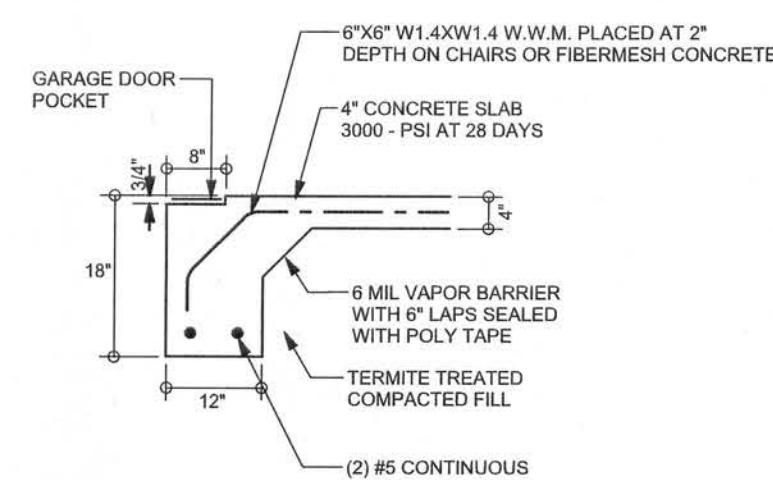 6"X6" W1.4XW1.4 W.W.M. PLACED AT 2"
DEPTH ON CHAIRS OR FIBERMESH CONCRETE
GARAGE DOOR
POCKET
4" CONCRETE SLAB
3000 - PSI AT 28 DAYS
8"
3/4"
4"
18"
6 MIL VAPOR BARRIER
WITH 6" LAPS SEALED
WITH POLY TAPE
TERMITE TREATED
COMPACTED FILL
12"
(2) #5 CONTINUOUS